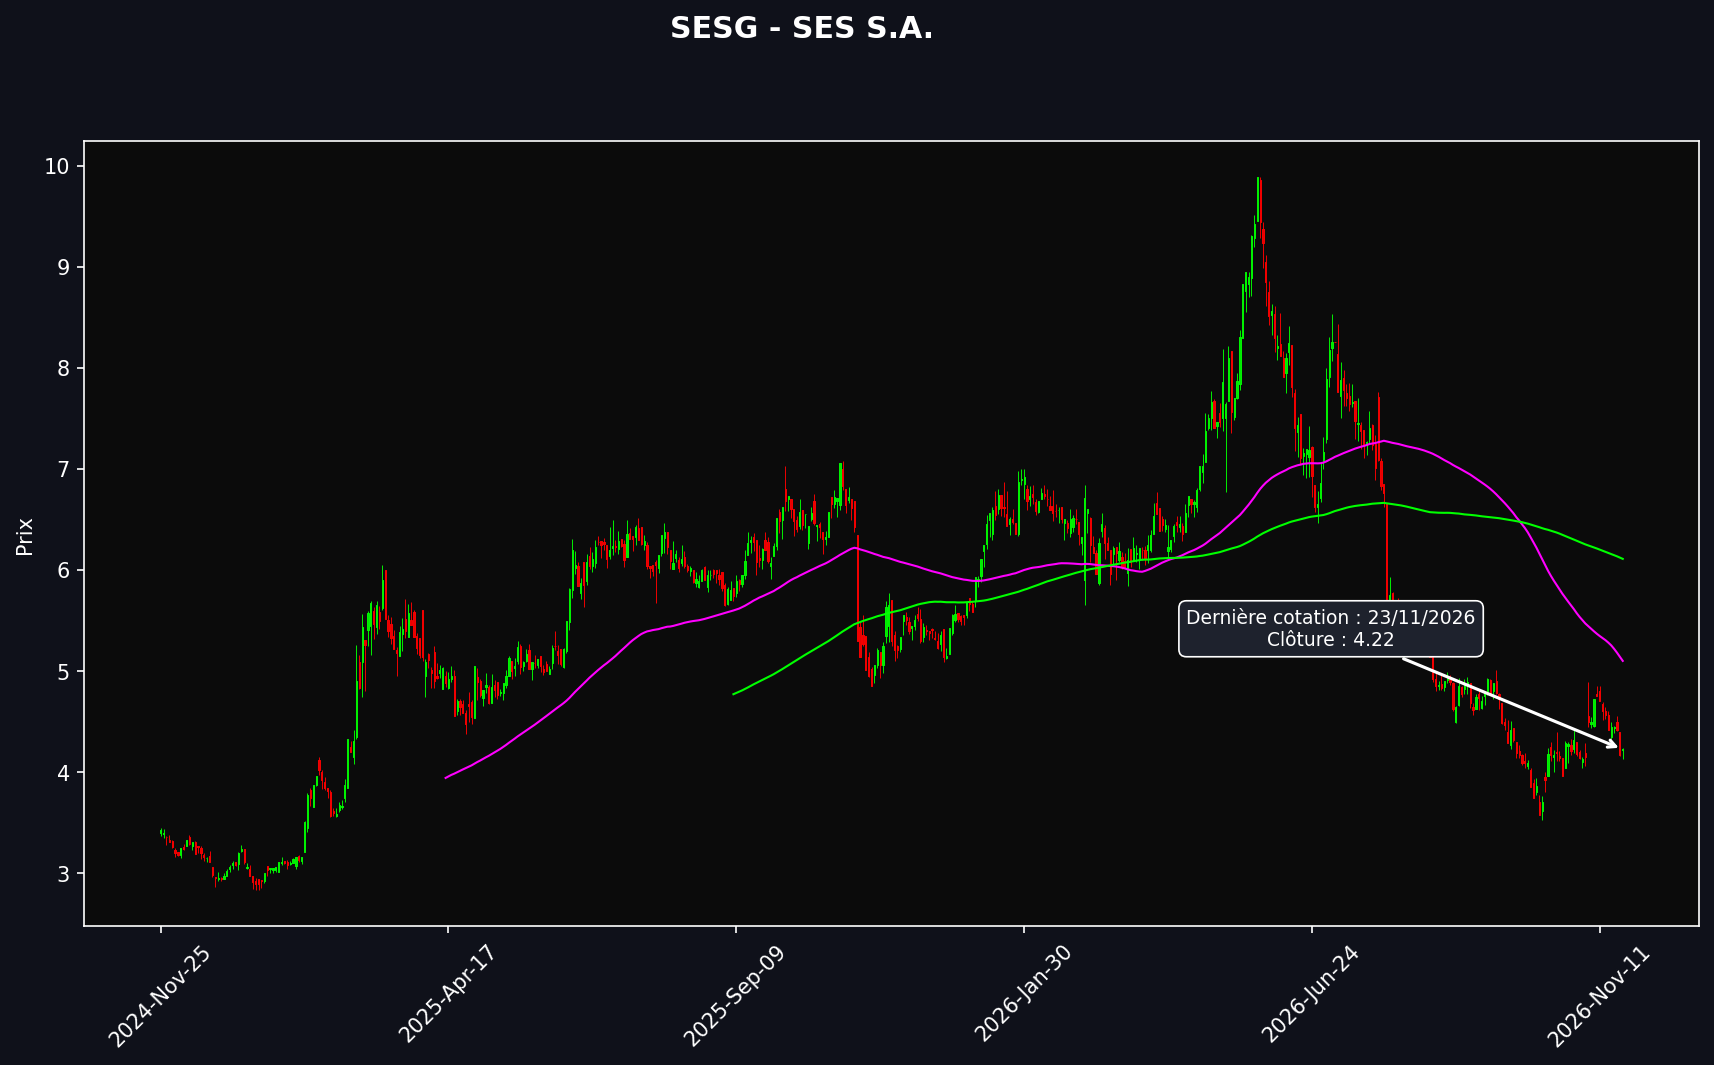 SESG - SES S.A.
Prix
10
9
8
7
6
5
4
3
Dernière cotation : 23/11/2026
Clôture : 4.22
2024-Nov-25
2025-Apr-17
2025-Sep-09
2026-Jan-30
2026-Jun-24
2026-Nov-11